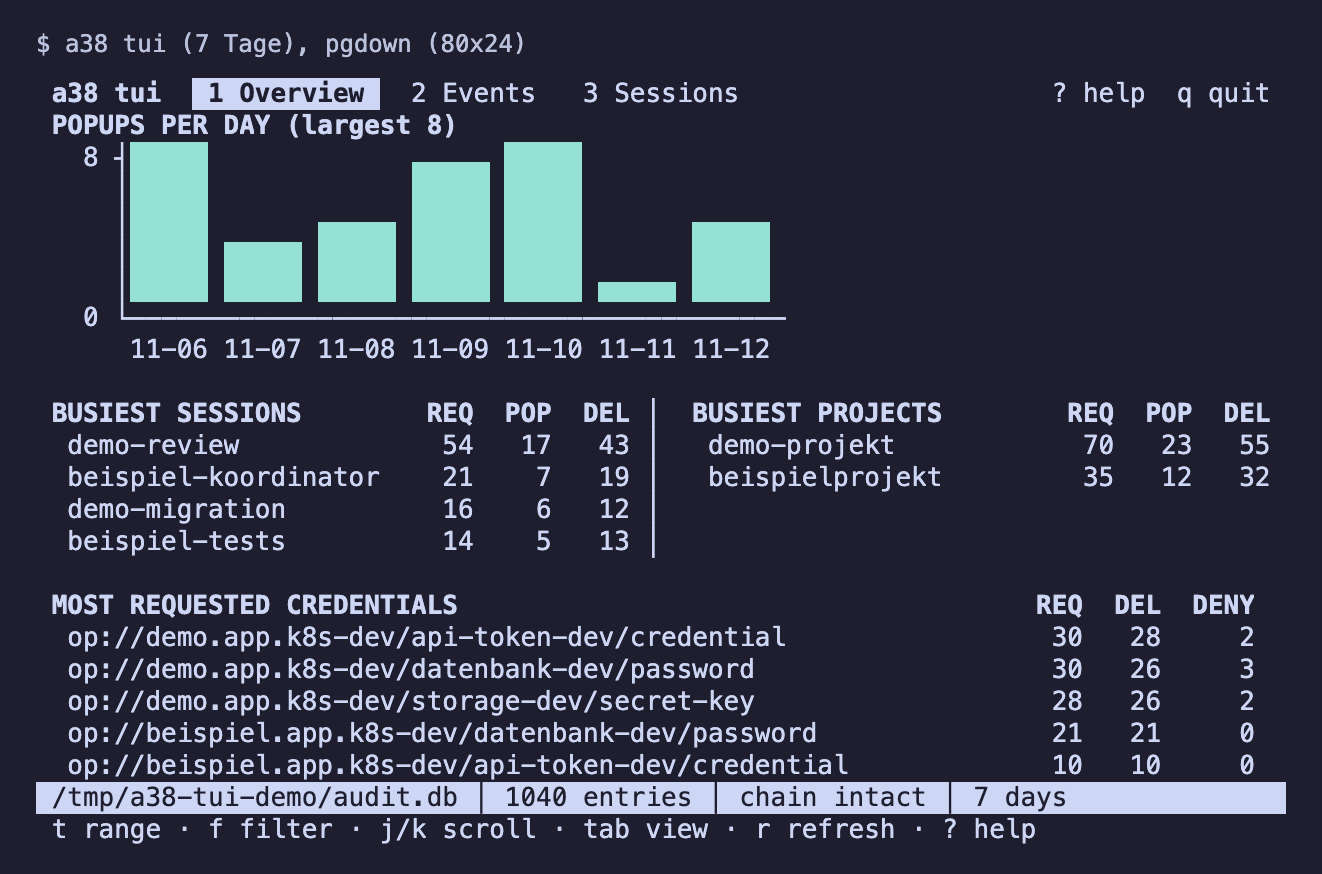 $ a38 tui (7 Tage), pgdown (80x24)
a38 tui 1 Overview 2 Events 3 Sessions ? help q quit
POPUPS PER DAY (largest 8)
8
0
11-06 11-07 11-08 11-09 11-10 11-11 11-12
BUSIEST SESSIONS REQ POP DEL │ BUSIEST PROJECTS REQ POP DEL
demo-review 54 17 43 │ demo-projekt 70 23 55
beispiel-koordinator 21 7 19 │ beispielprojekt 35 12 32
demo-migration 16 6 12 │
beispiel-tests 14 5 13 │
MOST REQUESTED CREDENTIALS REQ DEL DENY
op://demo.app.k8s-dev/api-token-dev/credential 30 28 2
op://demo.app.k8s-dev/datenbank-dev/password 30 26 3
op://demo.app.k8s-dev/storage-dev/secret-key 28 26 2
op://beispiel.app.k8s-dev/datenbank-dev/password 21 21 0
op://beispiel.app.k8s-dev/api-token-dev/credential 10 10 0
/tmp/a38-tui-demo/audit.db │ 1040 entries │ chain intact │ 7 days
t range · f filter · j/k scroll · tab view · r refresh · ? help